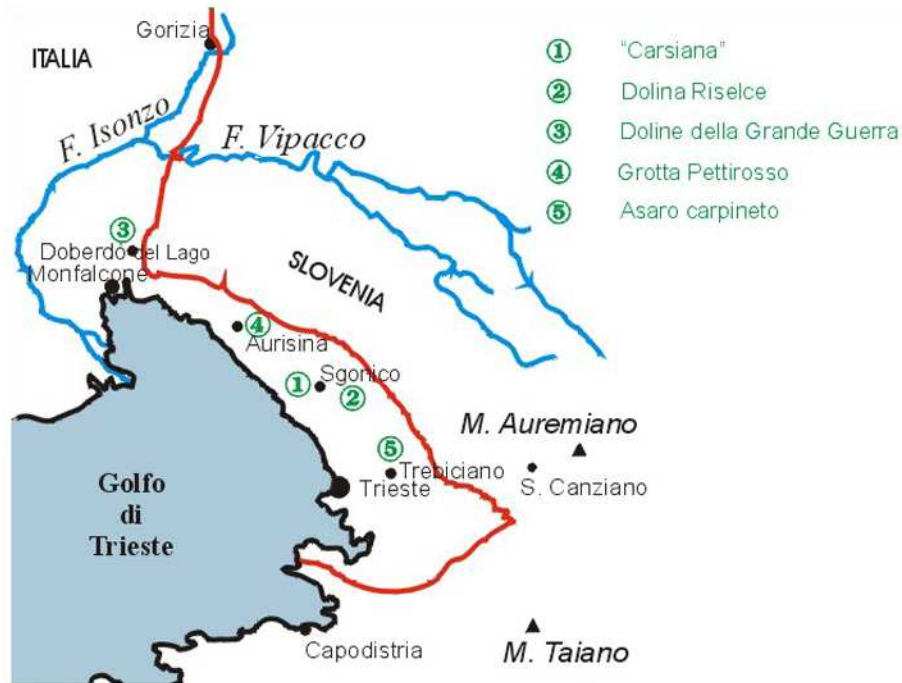 Gorizia
ITALIA
F. Isonzo
F. Vipacco
① "Carsiana"
② Dolina Riselce
③ Doline della Grande Guerra
④ Grotta Pettirosso
⑤ Asaro carpineto
③
Doberdo del Lago
Monfalcone
SLOVENIA
④
Aurisina
Sgonico
①
②
M. Auremiano
⑤
Trebiciano
Trieste
S. Canziano
Golfo
di
Trieste
Capodistria
M. Taiano